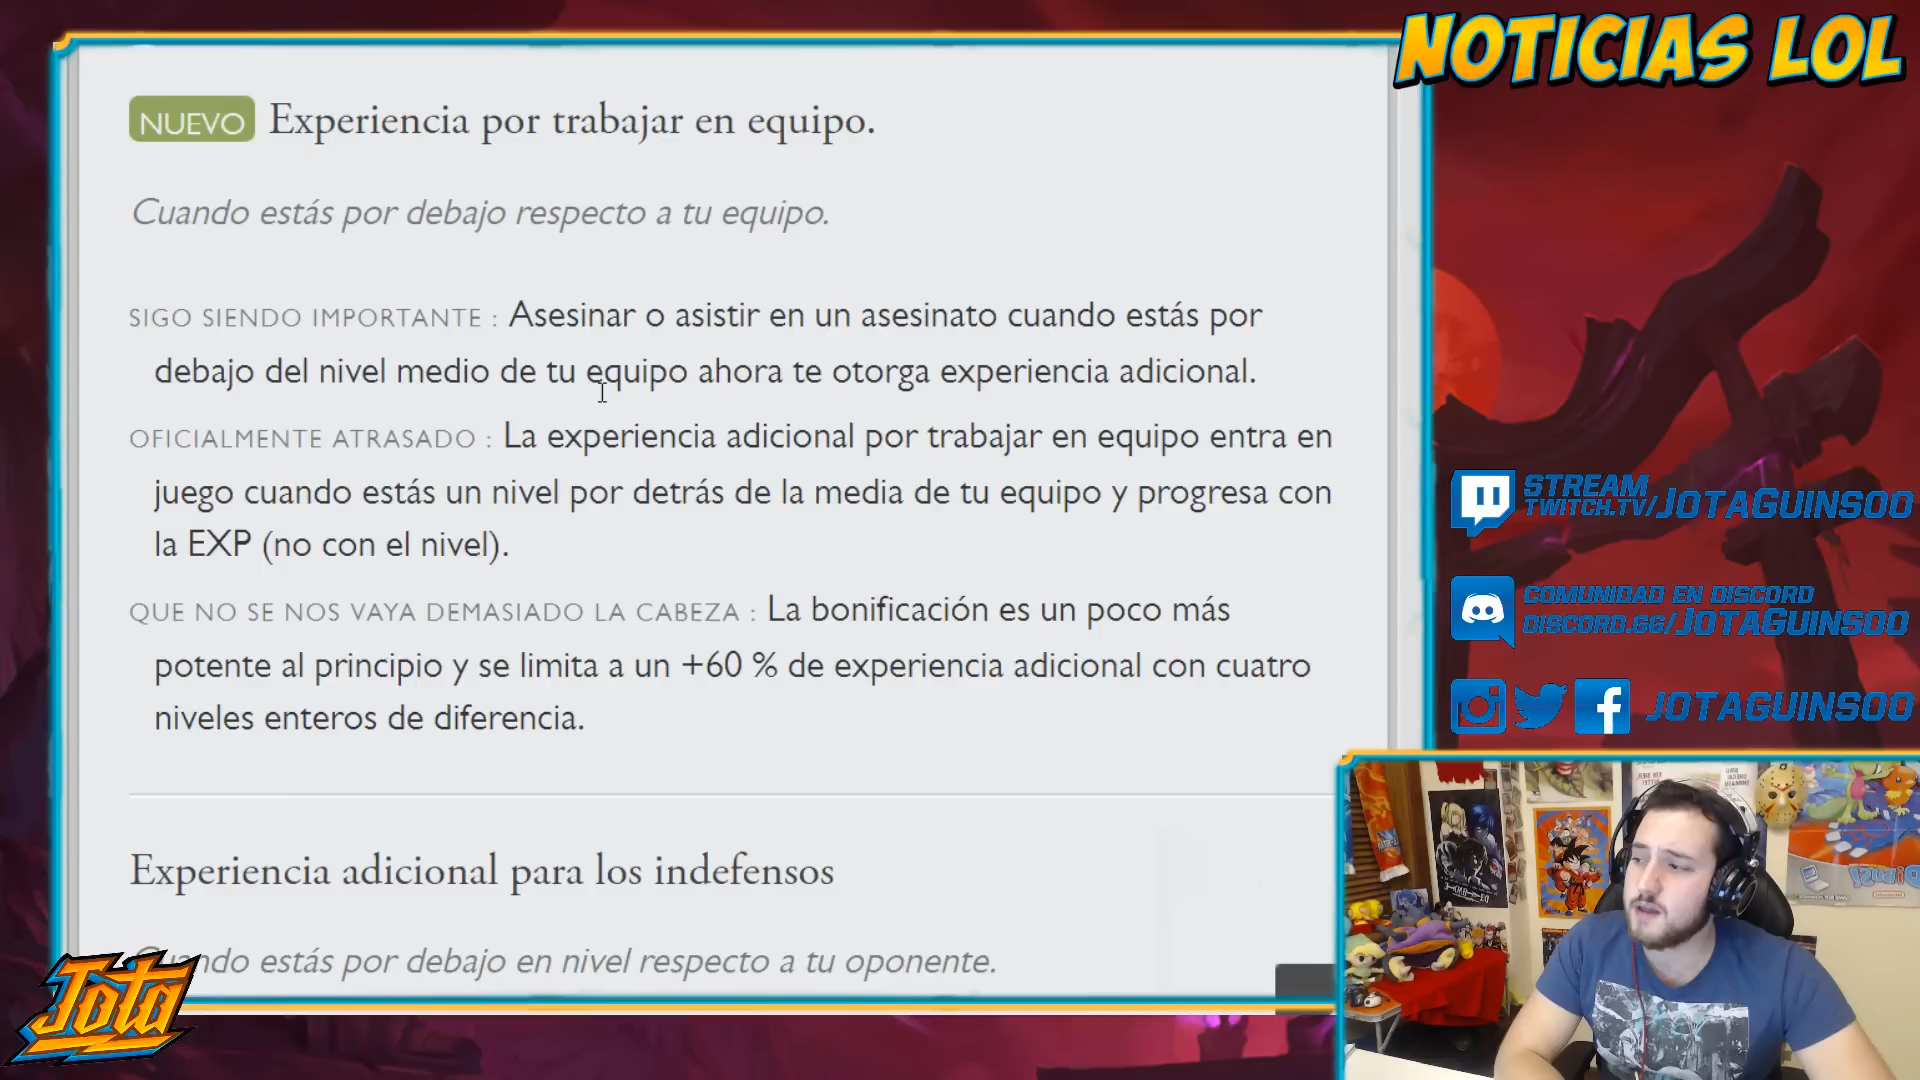 NOTICIAS LOL
NUEVO Experiencia por trabajar en equipo.
Cuando estás por debajo respecto a tu equipo.
SIGO SIENDO IMPORTANTE : Asesinar o asistir en un asesinato cuando estás por
debajo del nivel medio de tu equipo ahora te otorga experiencia adicional.
OFICIALMENTE ATRASADO : La experiencia adicional por trabajar en equipo entra en
juego cuando estás un nivel por detrás de la media de tu equipo y progresa con
la EXP (no con el nivel).
QUE NO SE NOS VAYA DEMASIADO LA CABEZA : La bonificación es un poco más
potente al principio y se limita a un +60 % de experiencia adicional con cuatro
niveles enteros de diferencia.
Experiencia adicional para los indefensos
Cuando estás por debajo en nivel respecto a tu oponente.
STREAM
TWITCH.TV/JOTAGUINSOO
COMUNIDAD EN DISCORD
DISCORD.GG/JOTAGUINSOO
JOTAGUINSOO
Jota